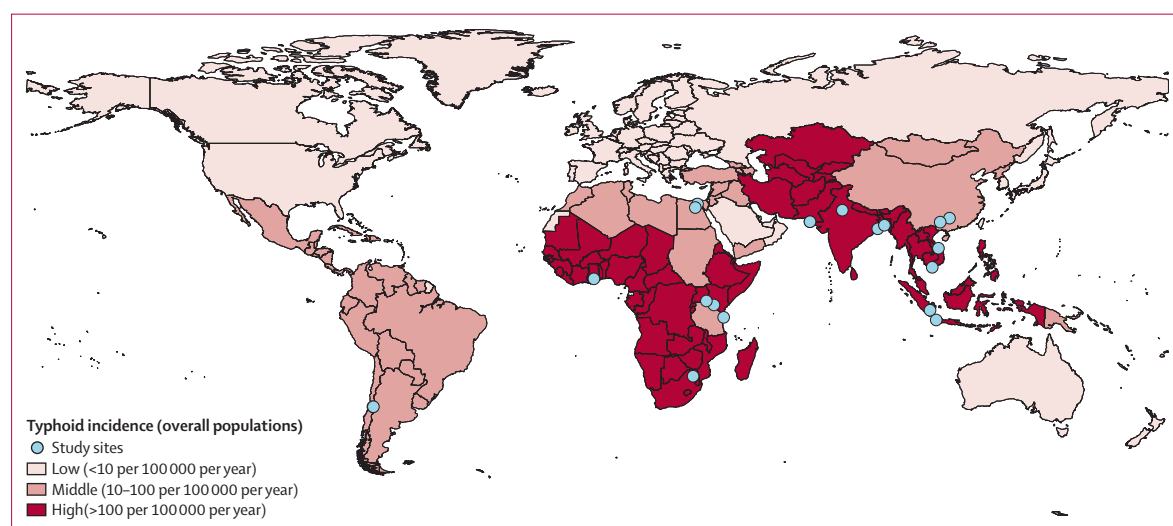 Typhoid incidence (overall populations)
Study sites
Low (<10 per 100 000 per year)
Middle (10–100 per 100 000 per year)
High(>100 per 100 000 per year)